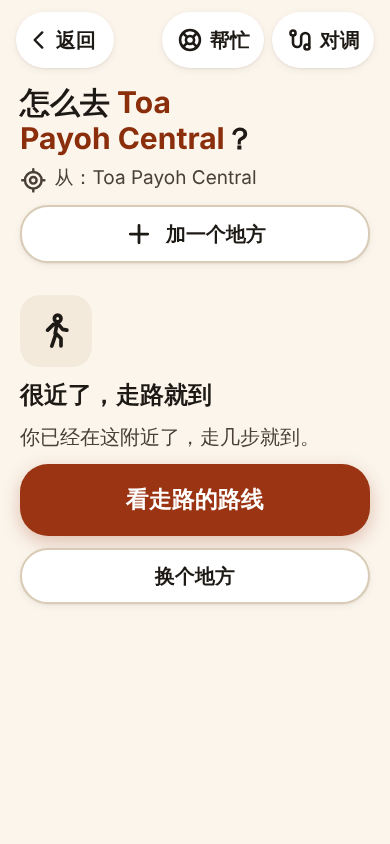 返回
帮忙
对调
怎么去 Toa
Payoh Central？
从：Toa Payoh Central
加一个地方
很近了，走路就到
你已经在这附近了，走几步就到。
看走路的路线
换个地方